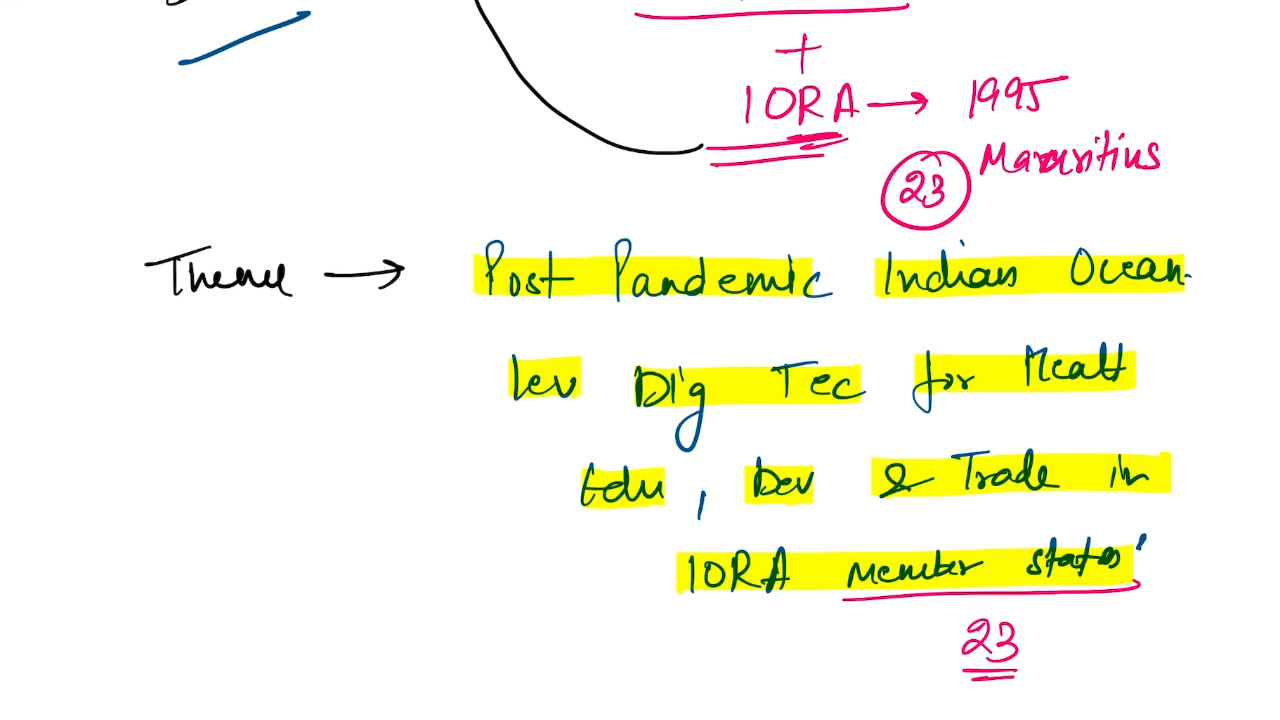 +
IORA → 1995
23 Mauritius
Theme → Post Pandemic Indian Ocean
lev Dig Tec for Healt
Edu, Dev & Trade in
IORA member states'
23